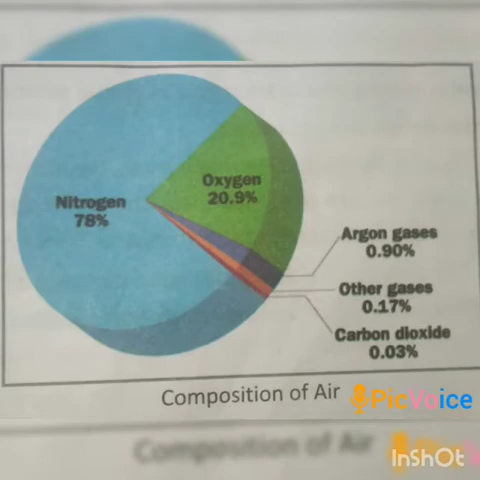 Nitrogen
78%
Oxygen
20.9%
Argon gases
0.90%
Other gases
0.17%
Carbon dioxide
0.03%
Composition of Air
PicVoice
Composition of Air
InShOt